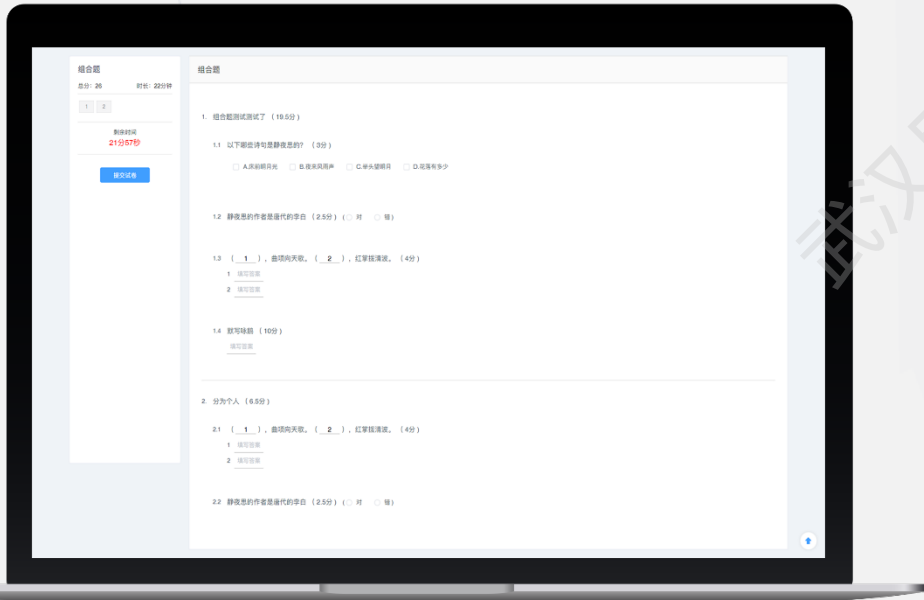 组合题
总分：26 时长：22分钟
1 2
剩余时间
21分57秒
提交试卷
组合题
1. 组合题测试测试了（19.5分）
1.1 以下哪些诗句是静夜思的？（3分）
A.床前明月光 B.夜来风雨声 C.举头望明月 D.花落有多少
1.2 静夜思的作者是唐代的李白（2.5分）（ 对 错）
1.3 （ 1 ），曲项向天歌。（ 2 ），红掌拨清波。（4分）
1 填写答案
2 填写答案
1.4 默写咏鹅（10分）
填写答案
2. 分为个人（6.5分）
2.1 （ 1 ），曲项向天歌。（ 2 ），红掌拨清波。（4分）
1 填写答案
2 填写答案
2.2 静夜思的作者是唐代的李白（2.5分）（ 对 错）
武汉